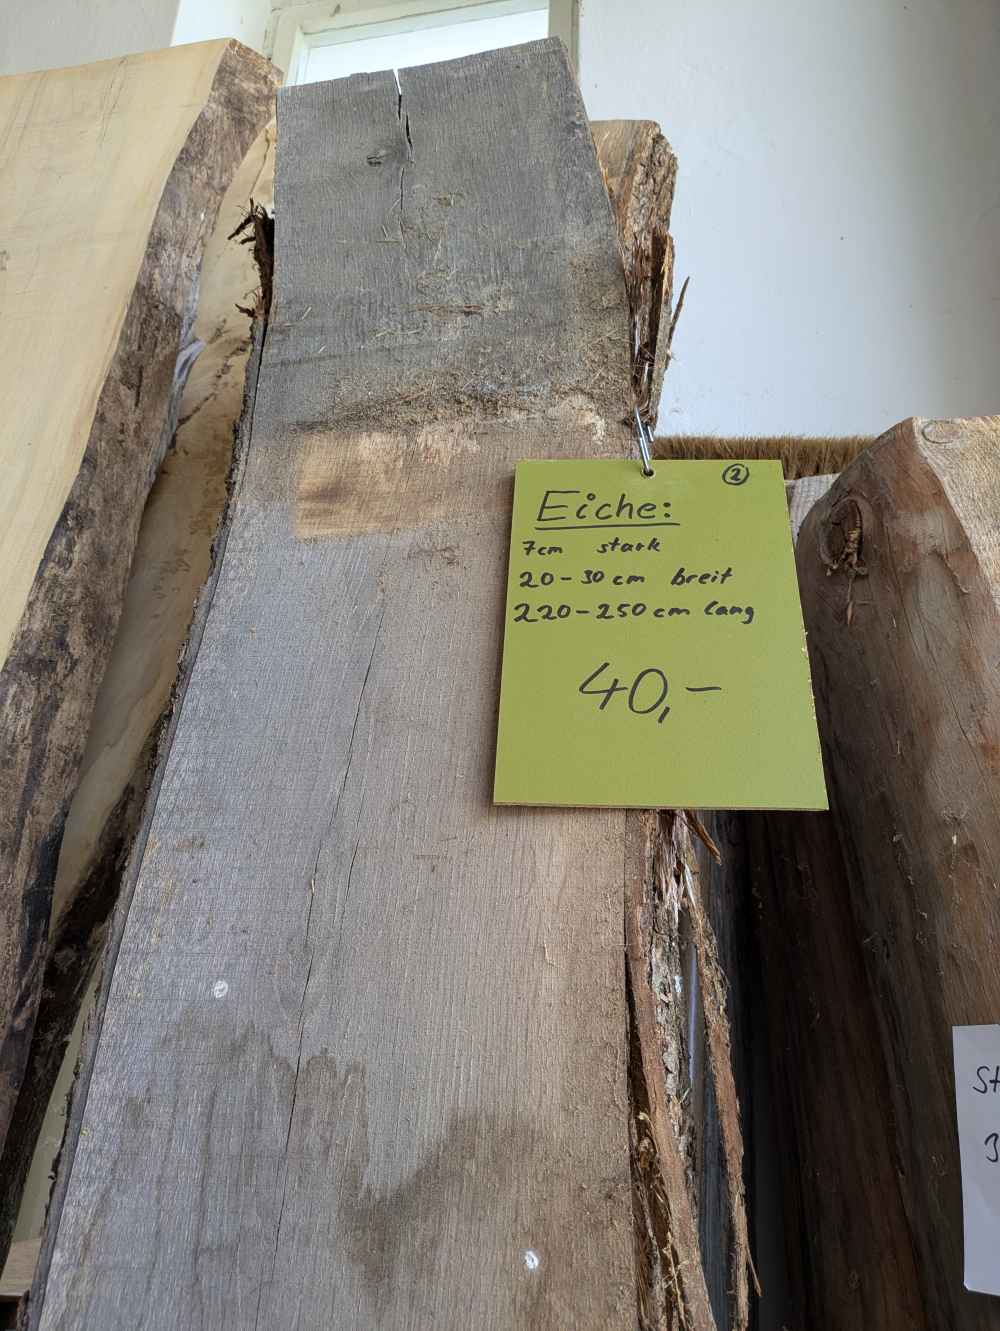 ②
Eiche:
7cm stark
20-30 cm breit
220-250 cm lang
40,-